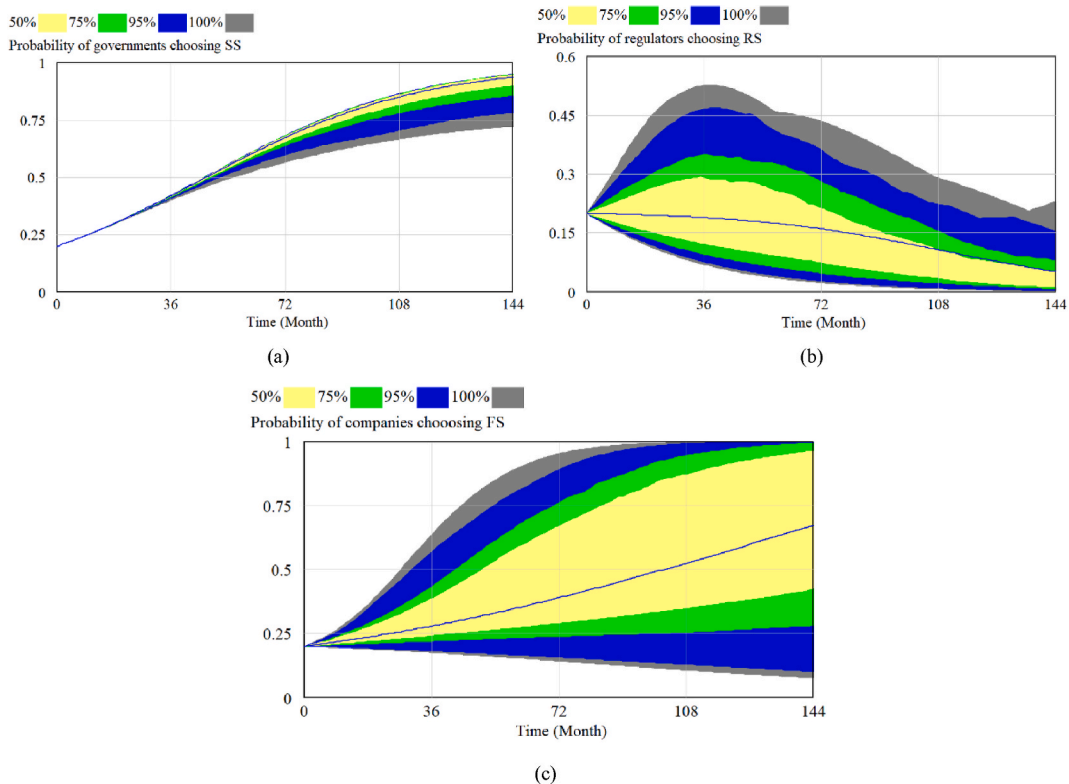 50% 75% 95% 100%
Probability of governments choosing SS
1
0.75
0.5
0.25
0
0 36 72 108 144
Time (Month)
(a)
50% 75% 95% 100%
Probability of regulators choosing RS
0.6
0.45
0.3
0.15
0
0 36 72 108 144
Time (Month)
(b)
50% 75% 95% 100%
Probability of companies chooosing FS
1
0.75
0.5
0.25
0
0 36 72 108 144
Time (Month)
(c)